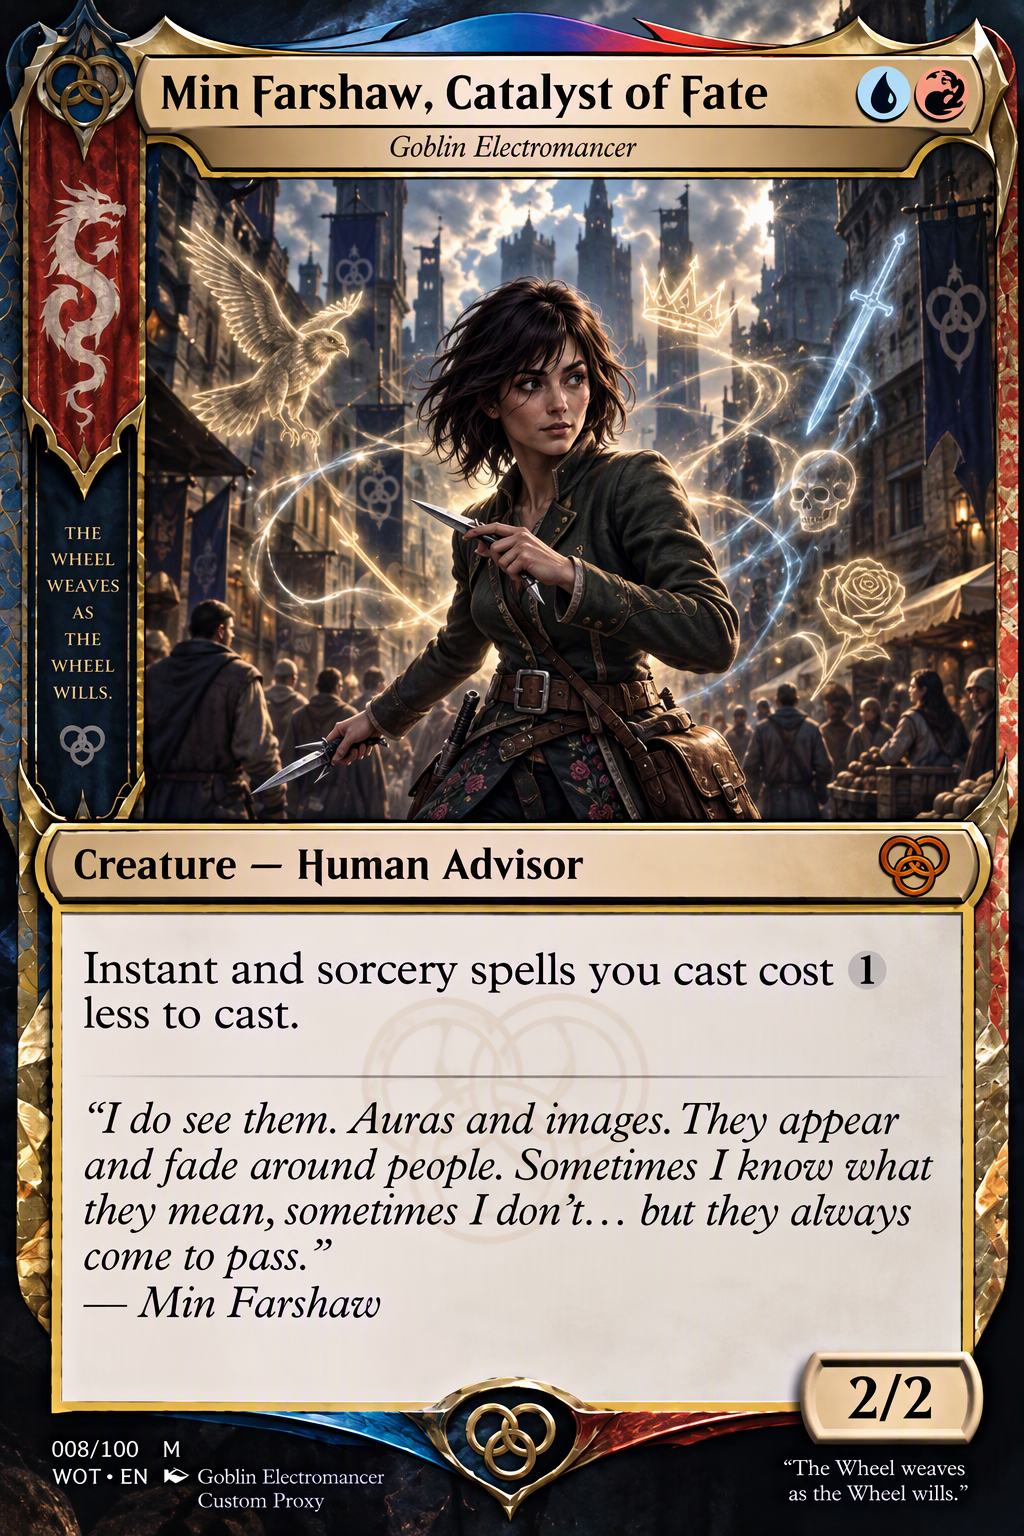 Min Farshaw, Catalyst of Fate
Goblin Electromancer
THE
WHEEL
WEAVES
AS
THE
WHEEL
WILLS.
Creature — Human Advisor
Instant and sorcery spells you cast cost 1
less to cast.
“I do see them. Auras and images. They appear
and fade around people. Sometimes I know what
they mean, sometimes I don’t… but they always
come to pass.”
— Min Farshaw
2/2
008/100 M
WOT • EN Goblin Electromancer
Custom Proxy
“The Wheel weaves
as the Wheel wills.”